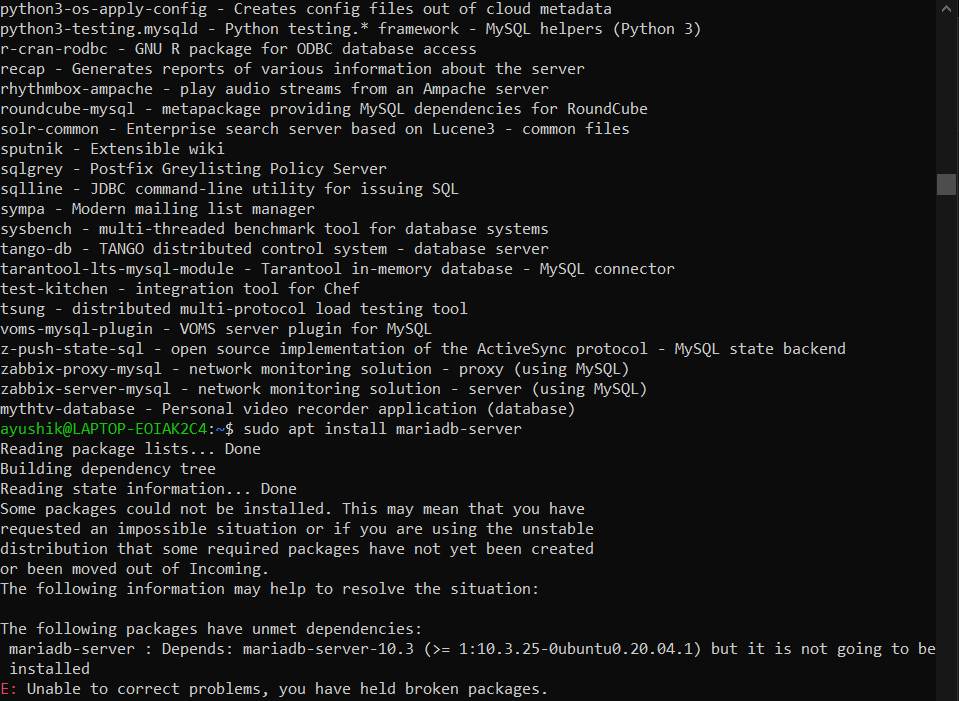 python3-os-apply-config - Creates config files out of cloud metadata
python3-testing.mysqld - Python testing.* framework - MySQL helpers (Python 3)
r-cran-rodbc - GNU R package for ODBC database access
recap - Generates reports of various information about the server
rhythmbox-ampache - play audio streams from an Ampache server
roundcube-mysql - metapackage providing MySQL dependencies for RoundCube
solr-common - Enterprise search server based on Lucene3 - common files
sputnik - Extensible wiki
sqlgrey - Postfix Greylisting Policy Server
sqlline - JDBC command-line utility for issuing SQL
sympa - Modern mailing list manager
sysbench - multi-threaded benchmark tool for database systems
tango-db - TANGO distributed control system - database server
tarantool-lts-mysql-module - Tarantool in-memory database - MySQL connector
test-kitchen - integration tool for Chef
tsung - distributed multi-protocol load testing tool
voms-mysql-plugin - VOMS server plugin for MySQL
z-push-state-sql - open source implementation of the ActiveSync protocol - MySQL state backend
zabbix-proxy-mysql - network monitoring solution - proxy (using MySQL)
zabbix-server-mysql - network monitoring solution - server (using MySQL)
mythtv-database - Personal video recorder application (database)
ayushik@LAPTOP-EOIAK2C4:~$ sudo apt install mariadb-server
Reading package lists... Done
Building dependency tree
Reading state information... Done
Some packages could not be installed. This may mean that you have
requested an impossible situation or if you are using the unstable
distribution that some required packages have not yet been created
or been moved out of Incoming.
The following information may help to resolve the situation:

The following packages have unmet dependencies:
 mariadb-server : Depends: mariadb-server-10.3 (>= 1:10.3.25-0ubuntu0.20.04.1) but it is not going to be
 installed
E: Unable to correct problems, you have held broken packages.